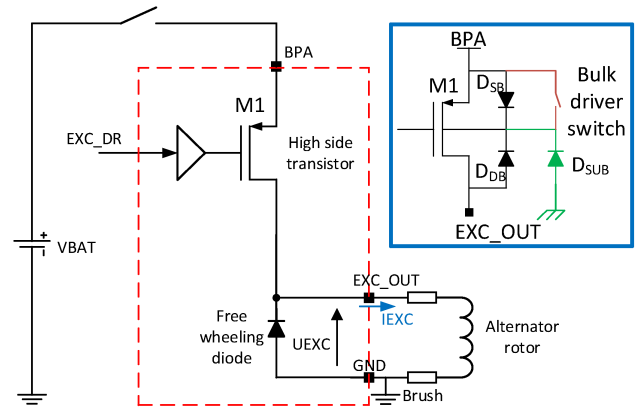 BPA
BPA
M1
DSB
Bulk
driver
switch
M1
EXC_DR
High side
transistor
DDB
DSUB
EXC_OUT
VBAT
+
EXC_OUT
IEXC
Free
wheeling
diode
UEXC
Alternator
rotor
GND
Brush